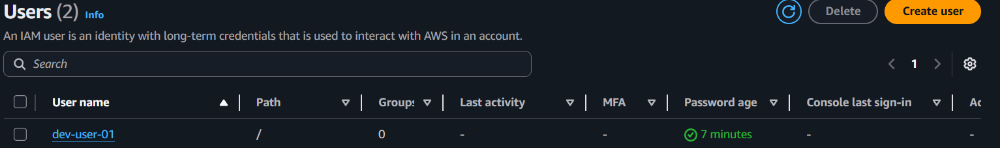 Users (2) Info Delete Create user
An IAM user is an identity with long-term credentials that is used to interact with AWS in an account.
Search 1
User name Path Groups Last activity MFA Password age Console last sign-in Ac
dev-user-01 / 0 - - 7 minutes - -